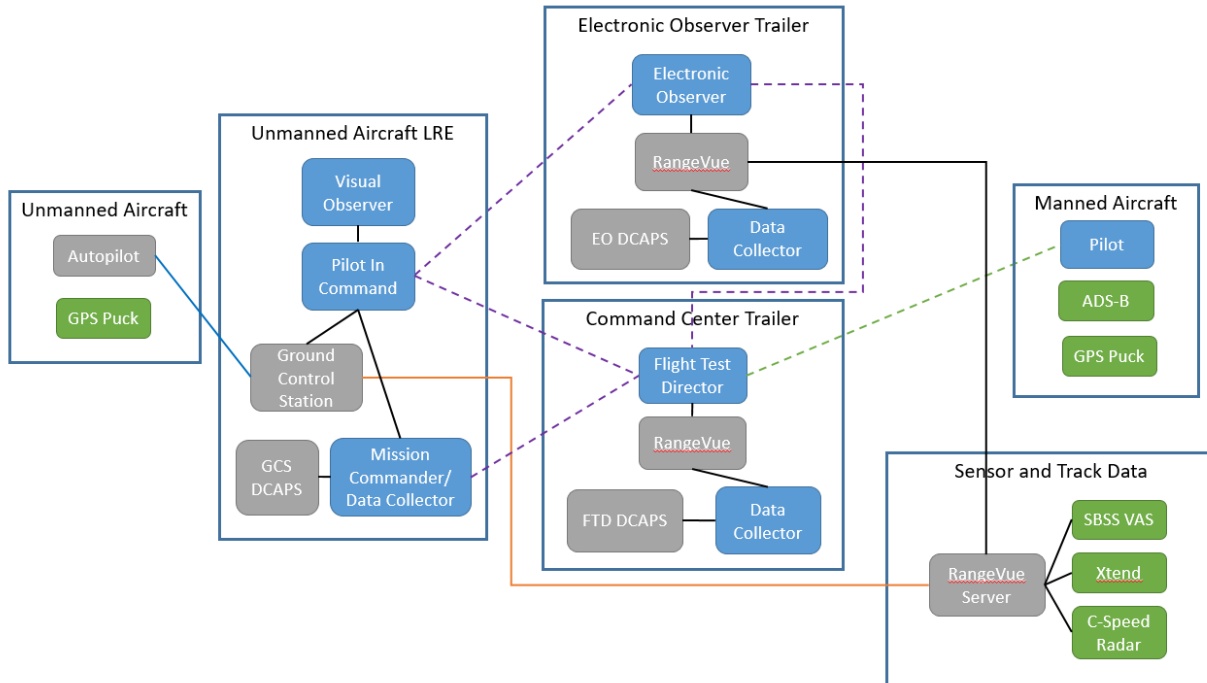 Unmanned Aircraft
Autopilot
GPS Puck
Unmanned Aircraft LRE
Visual
Observer
Pilot In
Command
Ground
Control
Station
GCS
DCAPS
Mission
Commander/
Data Collector
Electronic Observer Trailer
Electronic
Observer
RangeVue
EO DCAPS
Data
Collector
Command Center Trailer
Flight Test
Director
RangeVue
FTD DCAPS
Data
Collector
Manned Aircraft
Pilot
ADS-B
GPS Puck
Sensor and Track Data
RangeVue
Server
SBSS VAS
Xtend
C-Speed
Radar